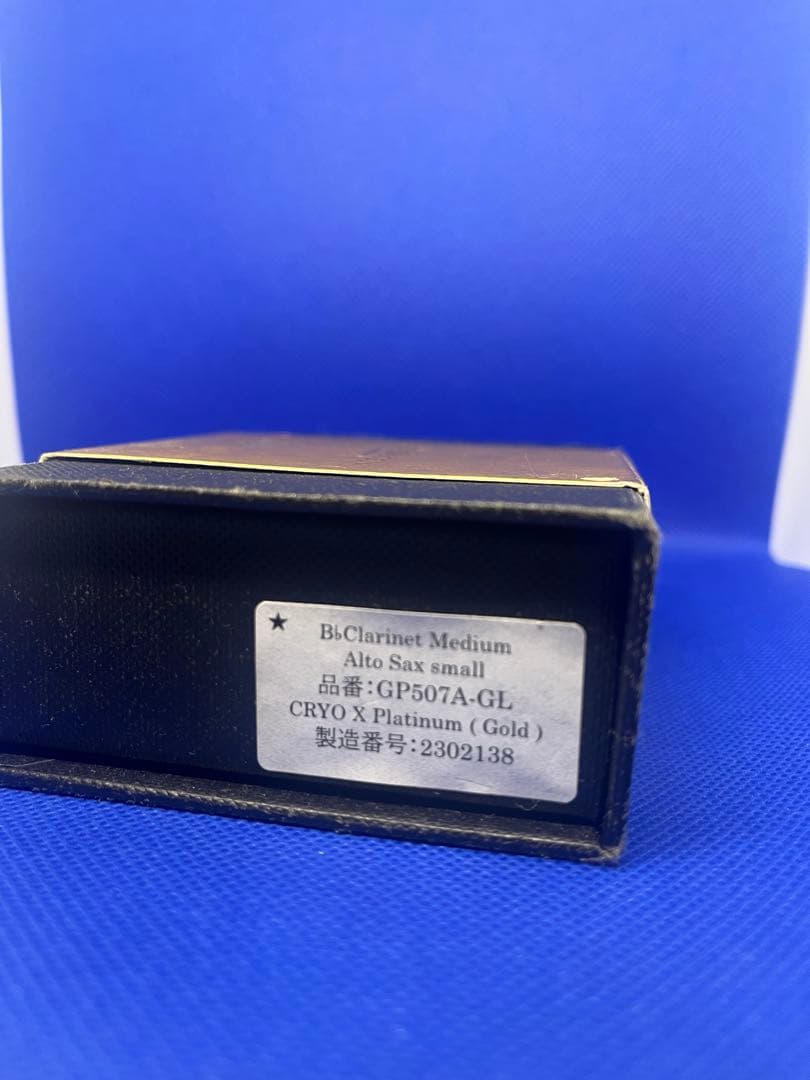 ★ B♭Clarinet Medium
Alto Sax small
品番:GP507A-GL
CRYO X Platinum ( Gold )
製造番号:2302138